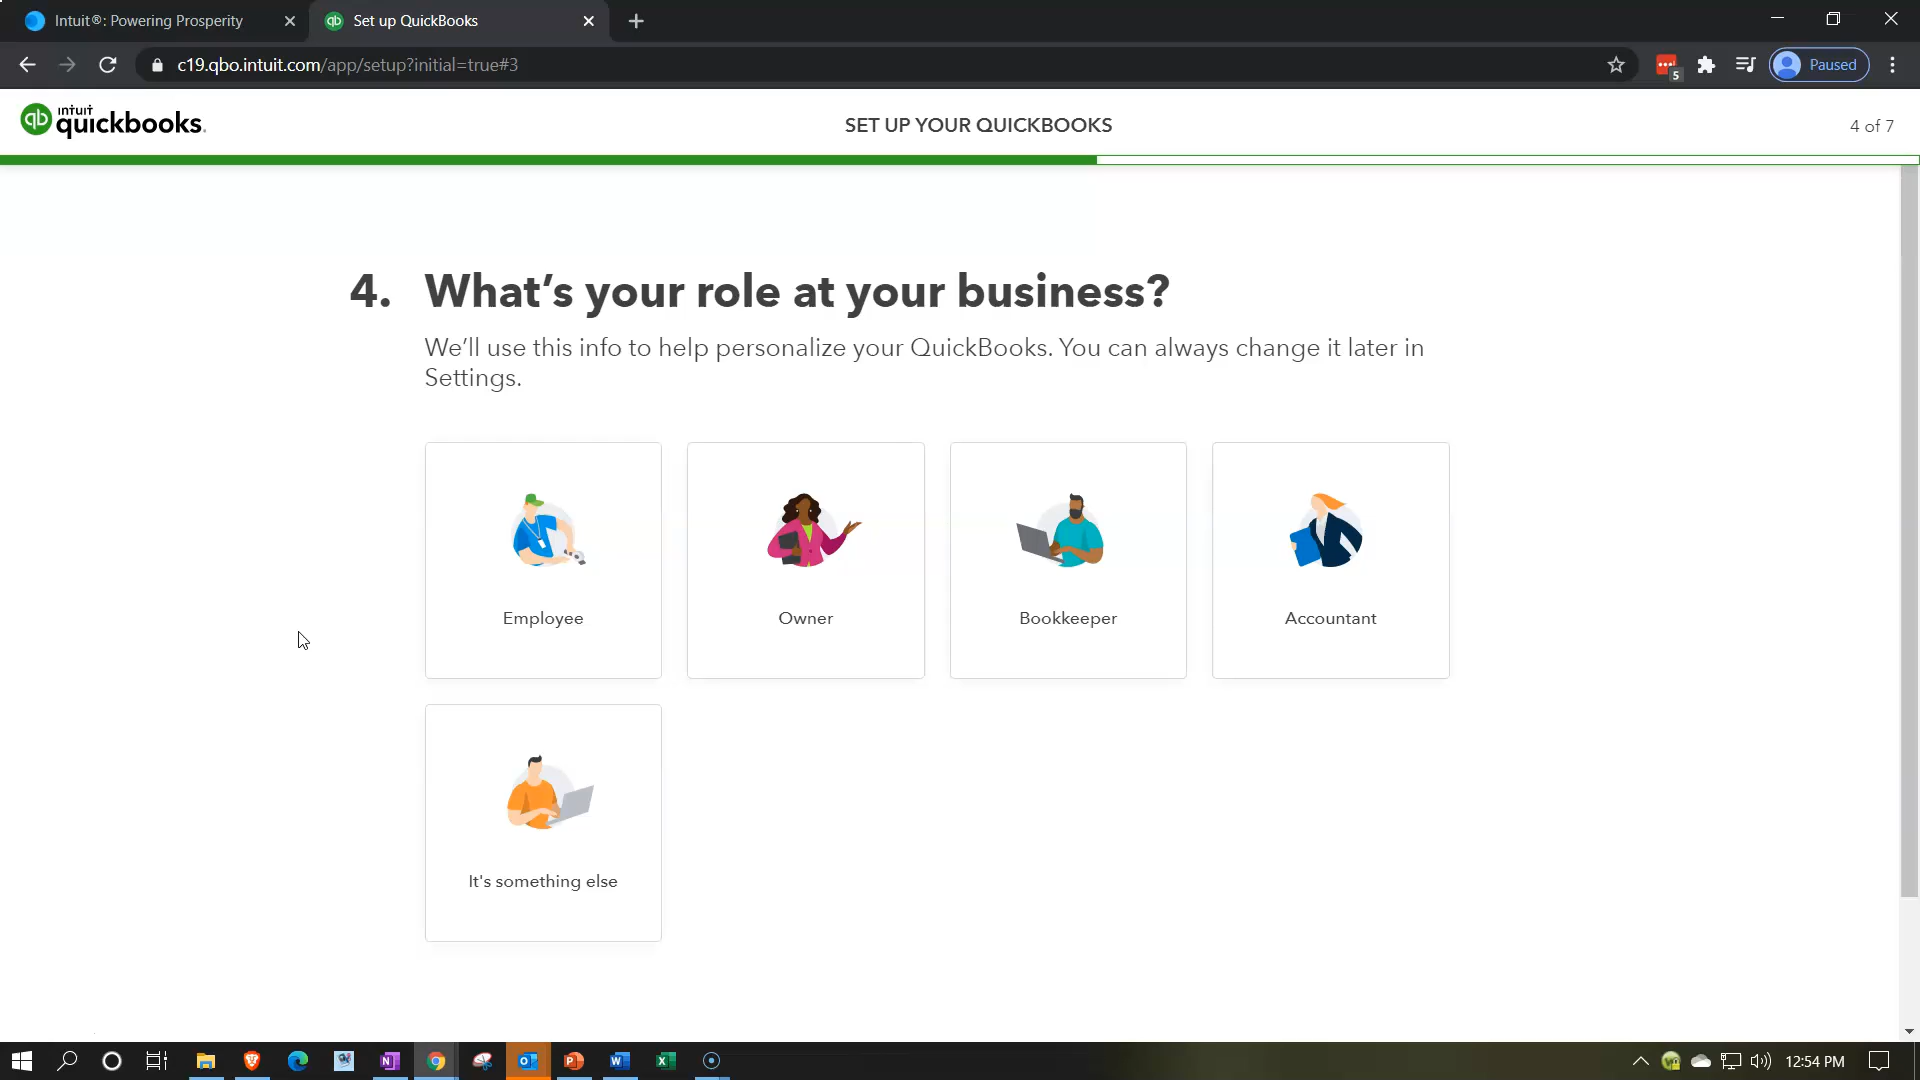 Intuit®: Powering Prosperity
Set up QuickBooks
c19.qbo.intuit.com/app/setup?initial=true#3
5
Paused
qb intuit quickbooks.
SET UP YOUR QUICKBOOKS
4 of 7
4. What’s your role at your business?
We’ll use this info to help personalize your QuickBooks. You can always change it later in
Settings.
Employee
Owner
Bookkeeper
Accountant
It's something else
12:54 PM